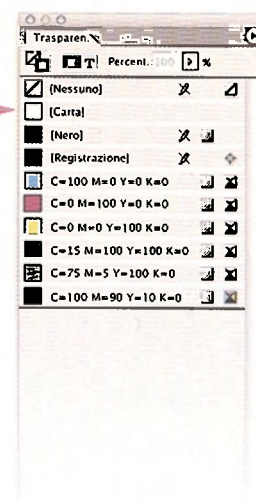 Trasparen
T Percent.: 100 %
[Nessuno]
[Carta]
[Nero]
[Registrazione]
C=100 M=0 Y=0 K=0
C=0 M=100 Y=0 K=0
C=0 M=0 Y=100 K=0
C=15 M=100 Y=100 K=0
C=75 M=5 Y=100 K=0
C=100 M=90 Y=10 K=0